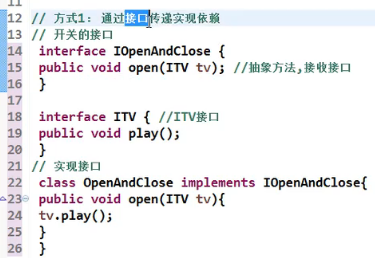 12 // 方式1: 通过接口传递实现依赖
13 // 开关的接口
14 interface IOpenAndClose {
15 public void open(ITV tv); //抽象方法,接收接口
16 }
17
18 interface ITV { //ITV接口
19 public void play();
20 }
21 // 实现接口
22 class OpenAndClose implements IOpenAndClose{
23 public void open(ITV tv){
24 tv.play();
25 }
26 }